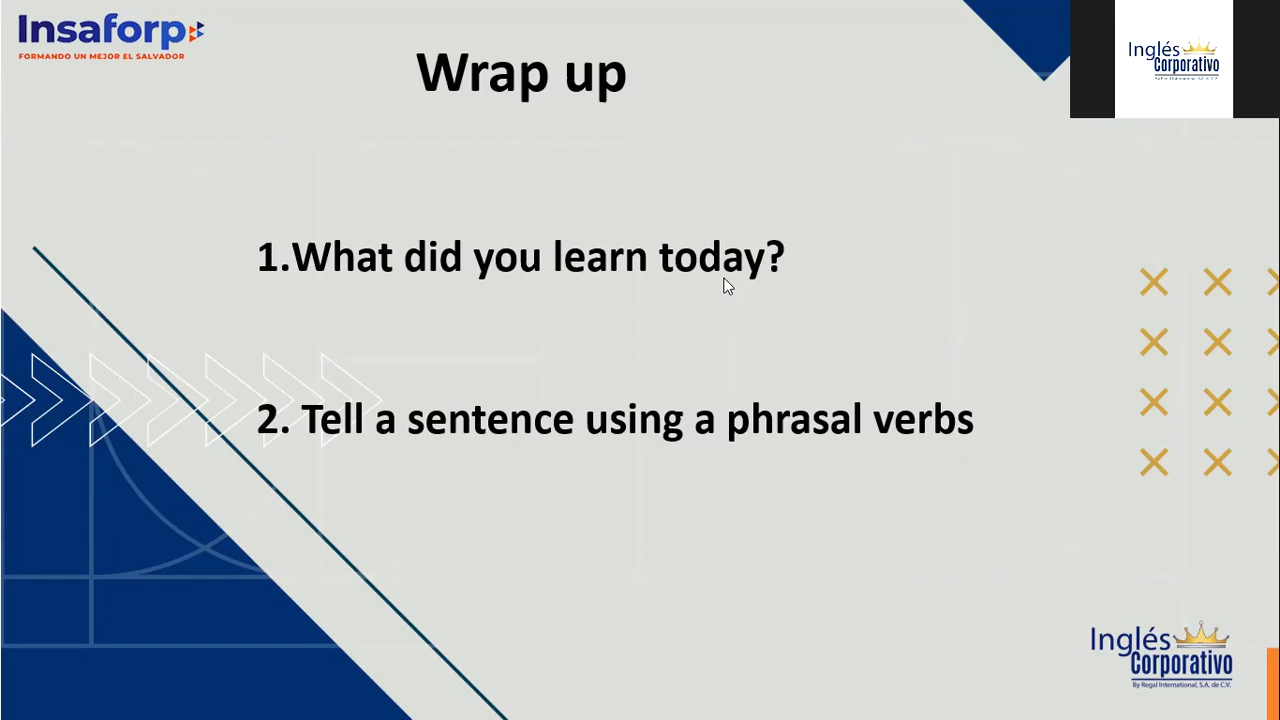 Insaforp
FORMANDO UN MEJOR EL SALVADOR
Wrap up
Inglés
Corporativo
1.What did you learn today?
2. Tell a sentence using a phrasal verbs
Inglés
Corporativo
By Regal International, S.A. de C.V.